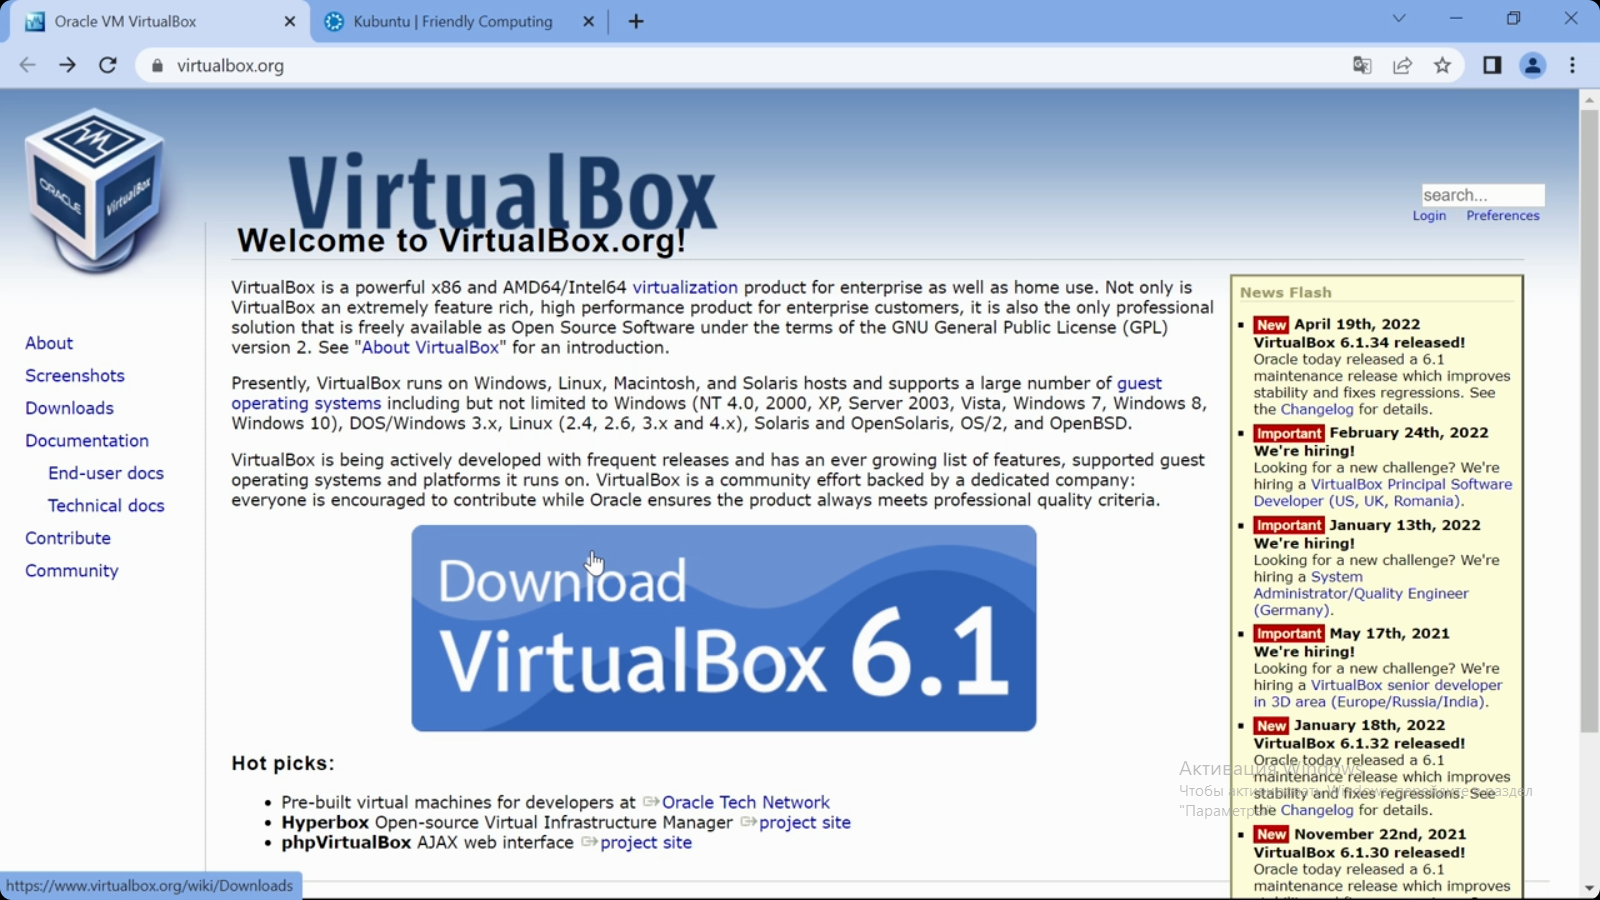 Oracle VM VirtualBox
Kubuntu | Friendly Computing
virtualbox.org
ORACLE
VirtualBox
VirtualBox
search...
Login Preferences
Welcome to VirtualBox.org!
About
Screenshots
Downloads
Documentation
End-user docs
Technical docs
Contribute
Community
VirtualBox is a powerful x86 and AMD64/Intel64 virtualization product for enterprise as well as home use. Not only is
VirtualBox an extremely feature rich, high performance product for enterprise customers, it is also the only professional
solution that is freely available as Open Source Software under the terms of the GNU General Public License (GPL)
version 2. See "About VirtualBox" for an introduction.
Presently, VirtualBox runs on Windows, Linux, Macintosh, and Solaris hosts and supports a large number of guest
operating systems including but not limited to Windows (NT 4.0, 2000, XP, Server 2003, Vista, Windows 7, Windows 8,
Windows 10), DOS/Windows 3.x, Linux (2.4, 2.6, 3.x and 4.x), Solaris and OpenSolaris, OS/2, and OpenBSD.
VirtualBox is being actively developed with frequent releases and has an ever growing list of features, supported guest
operating systems and platforms it runs on. VirtualBox is a community effort backed by a dedicated company:
everyone is encouraged to contribute while Oracle ensures the product always meets professional quality criteria.
Download
VirtualBox 6.1
Hot picks:
Pre-built virtual machines for developers at Oracle Tech Network
Hyperbox Open-source Virtual Infrastructure Manager project site
phpVirtualBox AJAX web interface project site
News Flash
New April 19th, 2022
VirtualBox 6.1.34 released!
Oracle today released a 6.1
maintenance release which improves
stability and fixes regressions. See
the Changelog for details.
Important February 24th, 2022
We're hiring!
Looking for a new challenge? We're
hiring a VirtualBox Principal Software
Developer (US, UK, Romania).
Important January 13th, 2022
We're hiring!
Looking for a new challenge? We're
hiring a System
Administrator/Quality Engineer
(Germany).
Important May 17th, 2021
We're hiring!
Looking for a new challenge? We're
hiring a VirtualBox senior developer
in 3D area (Europe/Russia/India).
New January 18th, 2022
VirtualBox 6.1.32 released!
Oracle today released a 6.1
maintenance release which improves
stability and fixes regressions. See
the Changelog for details.
New November 22nd, 2021
VirtualBox 6.1.30 released!
Oracle today released a 6.1
maintenance release which improves
Активация Windows
Чтобы активировать Windows, перейдите в раздел
"Параметры".
https://www.virtualbox.org/wiki/Downloads